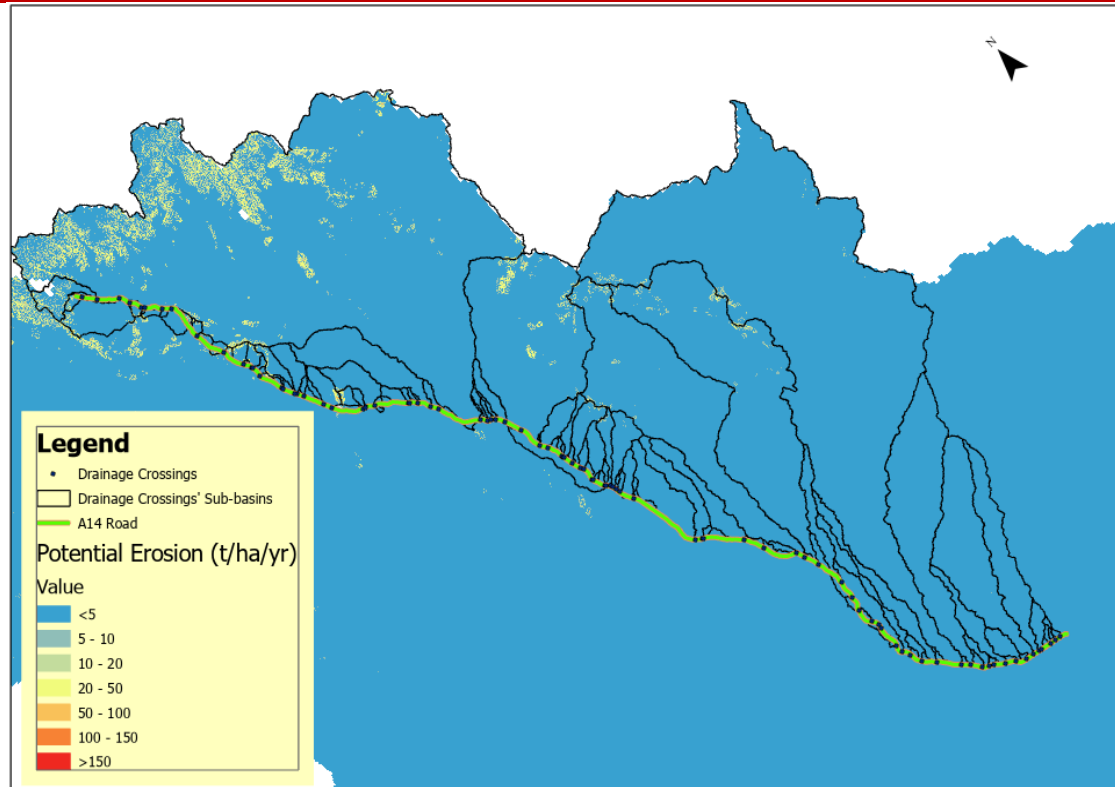 N
Legend
Drainage Crossings
Drainage Crossings' Sub-basins
A14 Road
Potential Erosion (t/ha/yr)
Value
<5
5 - 10
10 - 20
20 - 50
50 - 100
100 - 150
>150